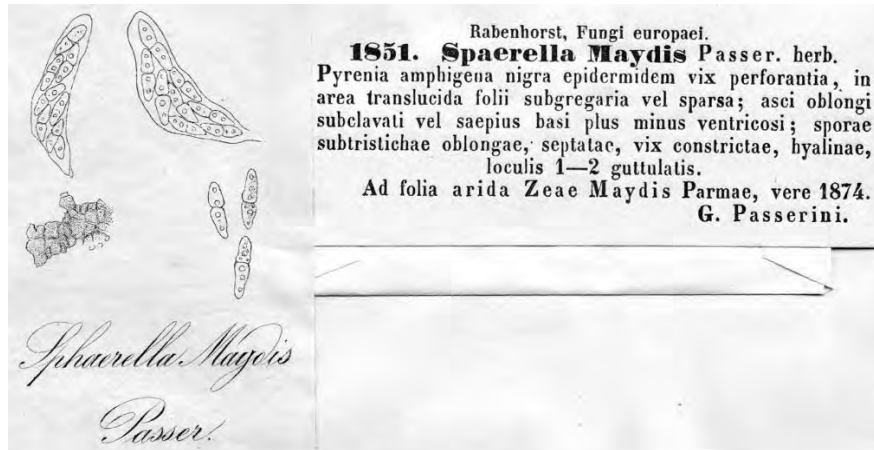 Rabenhorst, Fungi europaei.
1851. Spaerella Maydis Passer. herb.
Pyrenia amphigena nigra epidermidem vix perforantia, in
area translucida folii subgregaria vel sparsa; asci oblongi
subclavati vel saepius basi plus minus ventricosi; sporae
subtristichae oblongae, septatae, vix constrictae, hyalinae,
loculis 1—2 guttulatis.
Ad folia arida Zeae Maydis Parmae, vere 1874.
G. Passerini.
Sphaerella Maydis
Passer.